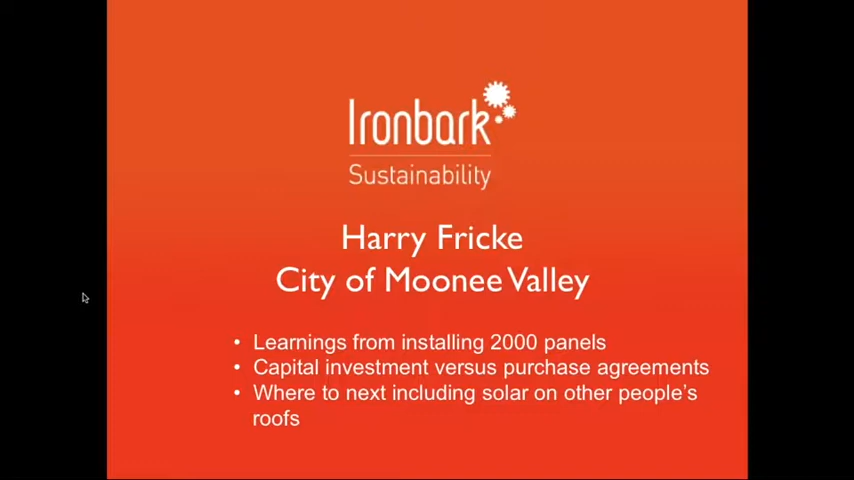 Ironbark
Sustainability
Harry Fricke
City of Moonee Valley
• Learnings from installing 2000 panels
• Capital investment versus purchase agreements
• Where to next including solar on other people’s
roofs